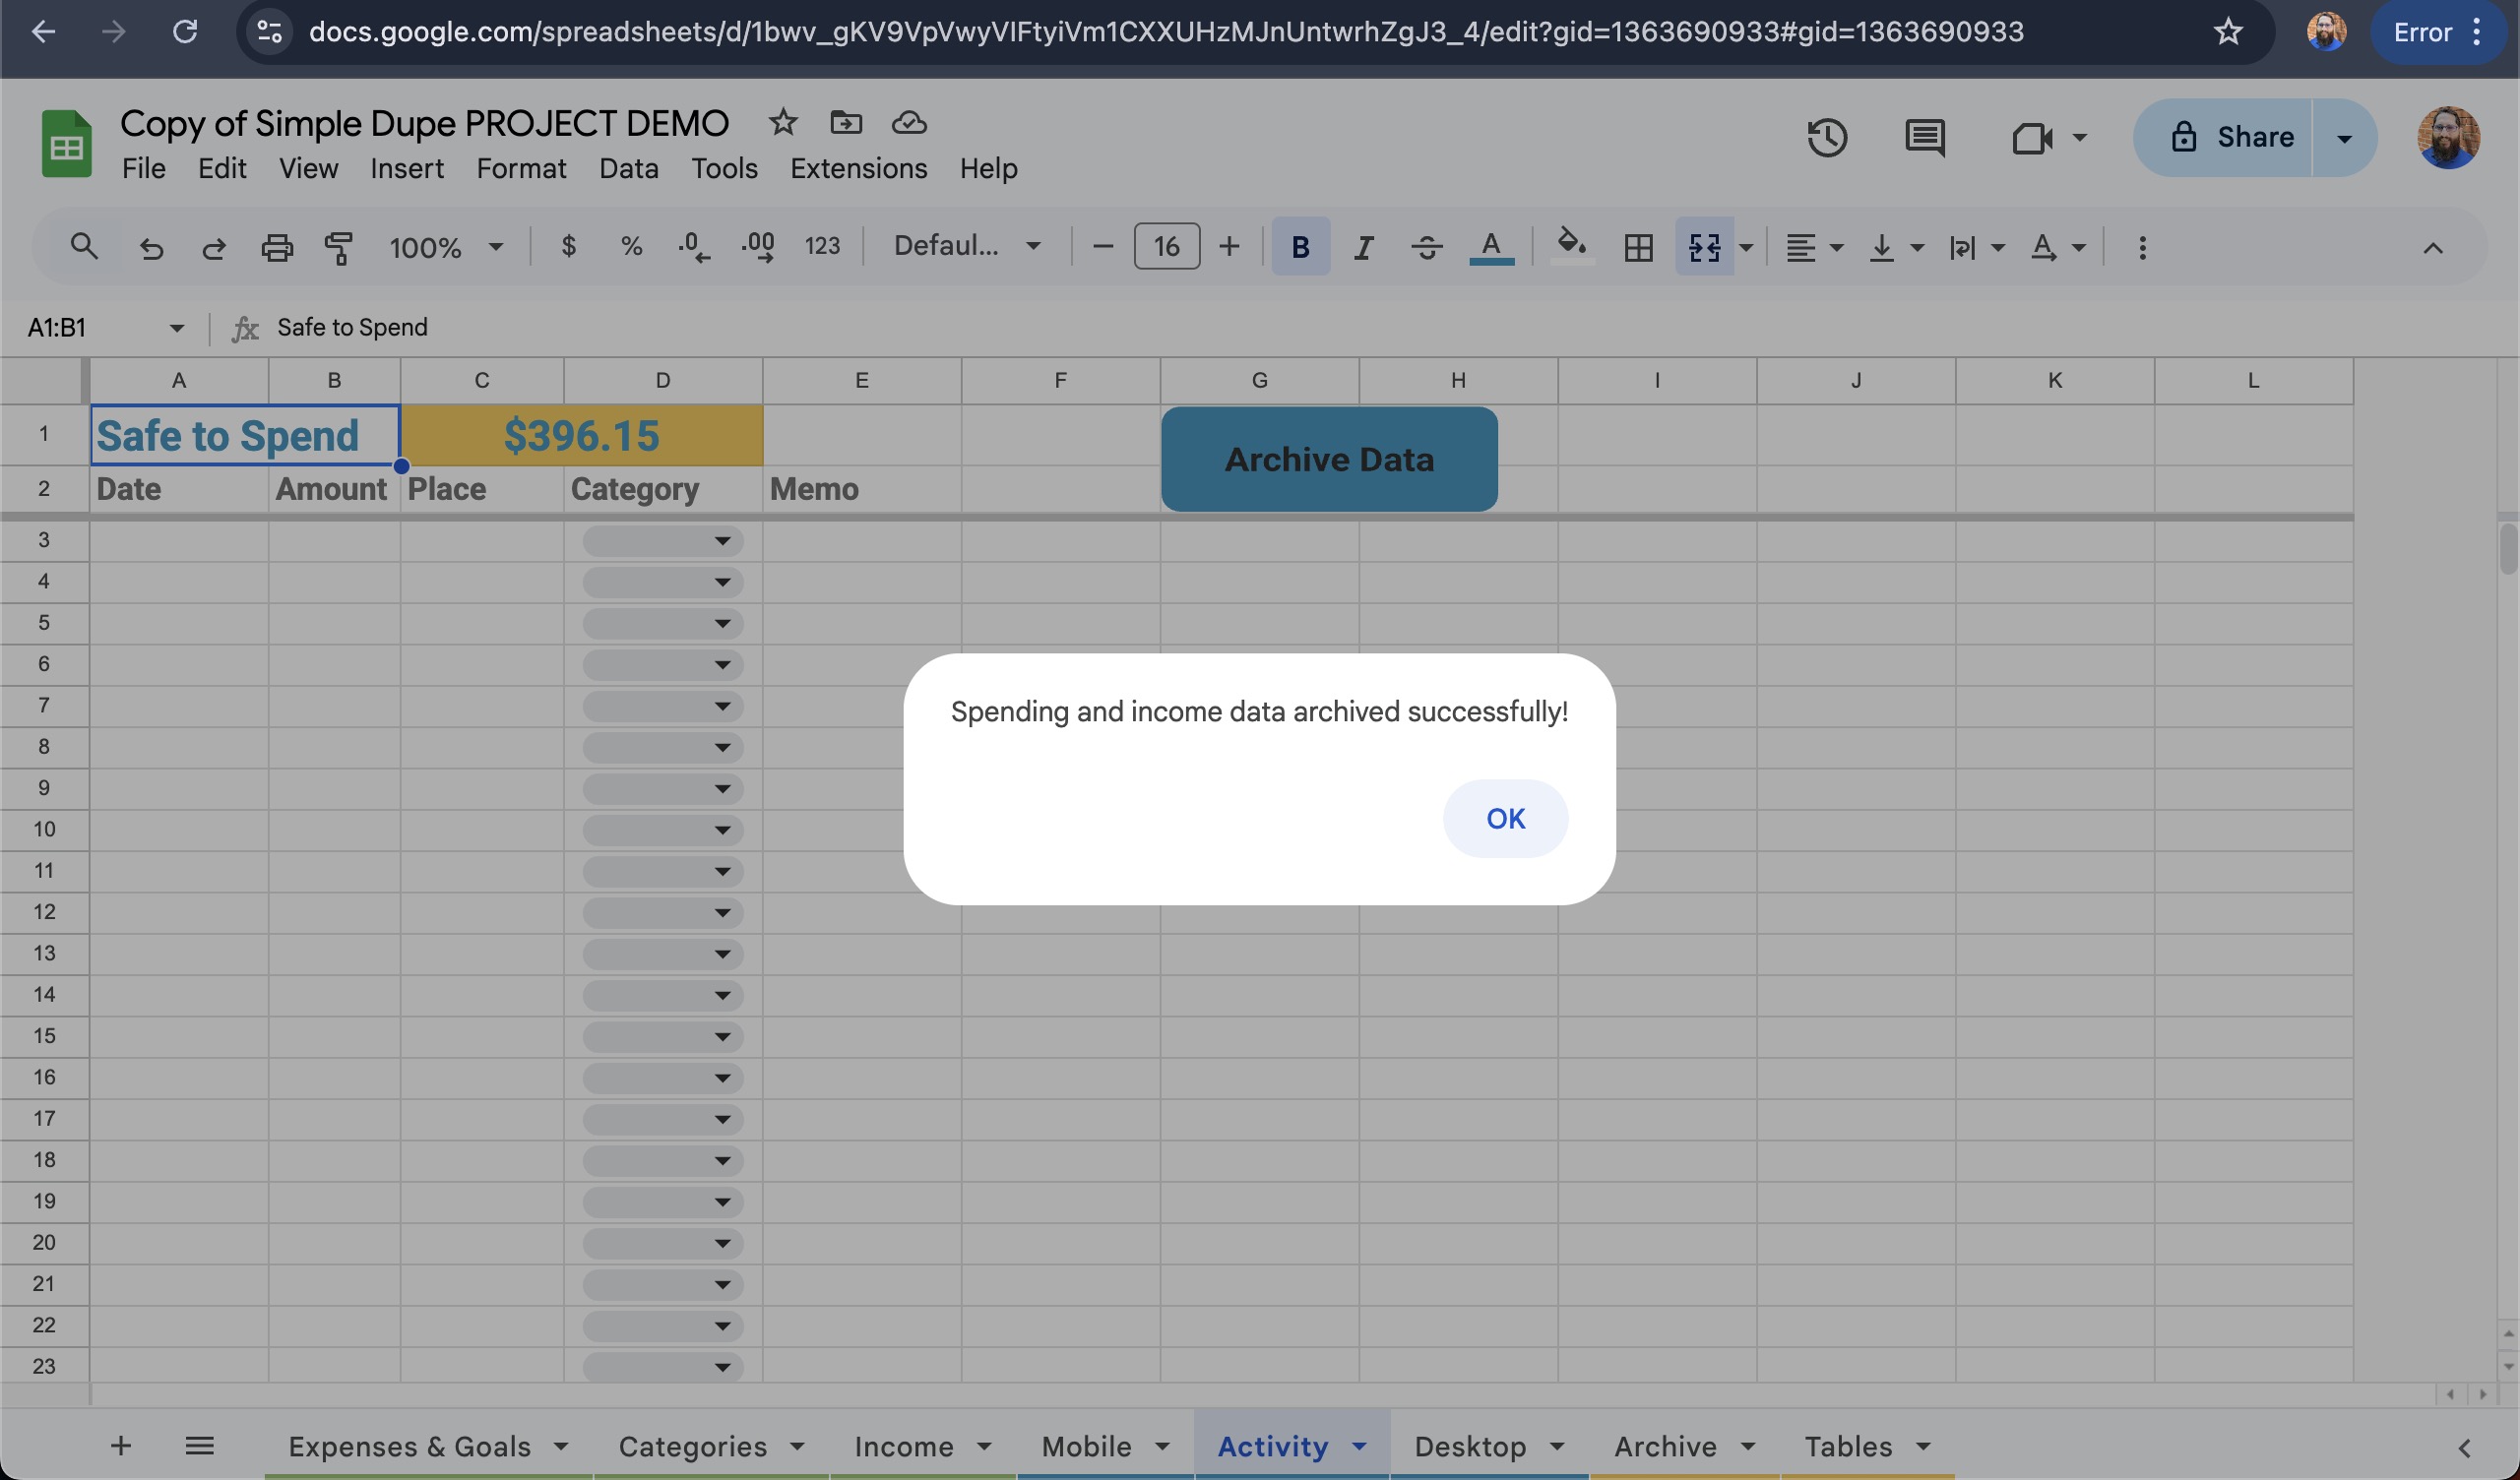 docs.google.com/spreadsheets/d/1bwv_gKV9VpVwyVIFtyiVm1CXXUHzMJnUntwrhZgJ3_4/edit?gid=1363690933#gid=1363690933
Error
Copy of Simple Dupe PROJECT DEMO
File Edit View Insert Format Data Tools Extensions Help
Share
100% $ % .0 .00 123 Defaul... 16 B I S A A
A1:B1 fx Safe to Spend
A B C D E F G H I J K L
1 Safe to Spend $396.15
Archive Data
2 Date Amount Place Category Memo
3
4
5
6
7
8
9
10
11
12
13
14
15
16
17
18
19
20
21
22
23
Spending and income data archived successfully!
OK
Expenses & Goals Categories Income Mobile Activity Desktop Archive Tables